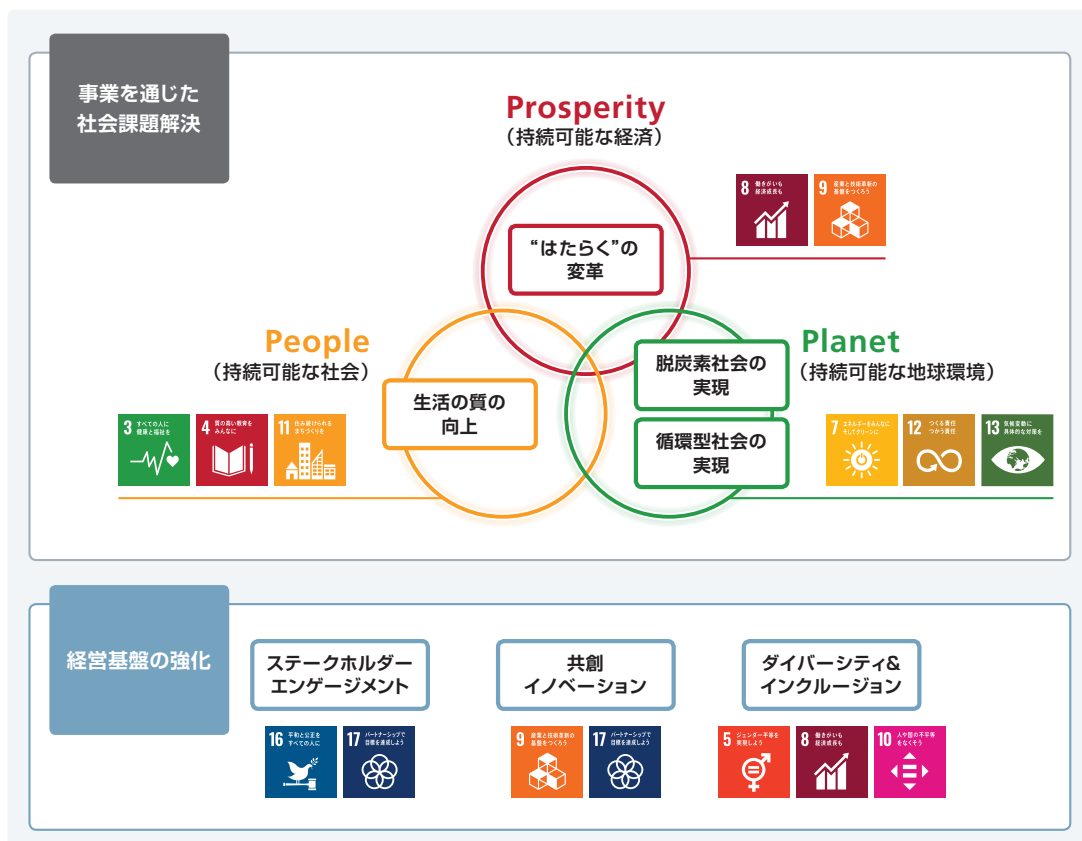 事業を通じた
社会課題解決
Prosperity
（持続可能な経済）
8 働きがいも
経済成長も
9 産業と技術革新の
基盤をつくろう
“はたらく”の
変革
People
（持続可能な社会）
生活の質の
向上
3 すべての人に
健康と福祉を
4 質の高い教育を
みんなに
11 住み続けられる
まちづくりを
Planet
（持続可能な地球環境）
脱炭素社会の
実現
循環型社会の
実現
7 エネルギーをみんなに
そしてクリーンに
12 つくる責任
つかう責任
13 気候変動に
具体的な対策を
経営基盤の強化
ステークホルダー
エンゲージメント
16 平和と公正を
すべての人に
17 パートナーシップで
目標を達成しよう
共創
イノベーション
9 産業と技術革新の
基盤をつくろう
17 パートナーシップで
目標を達成しよう
ダイバーシティ&
インクルージョン
5 ジェンダー平等を
実現しよう
8 働きがいも
経済成長も
10 人や国の不平等
をなくそう